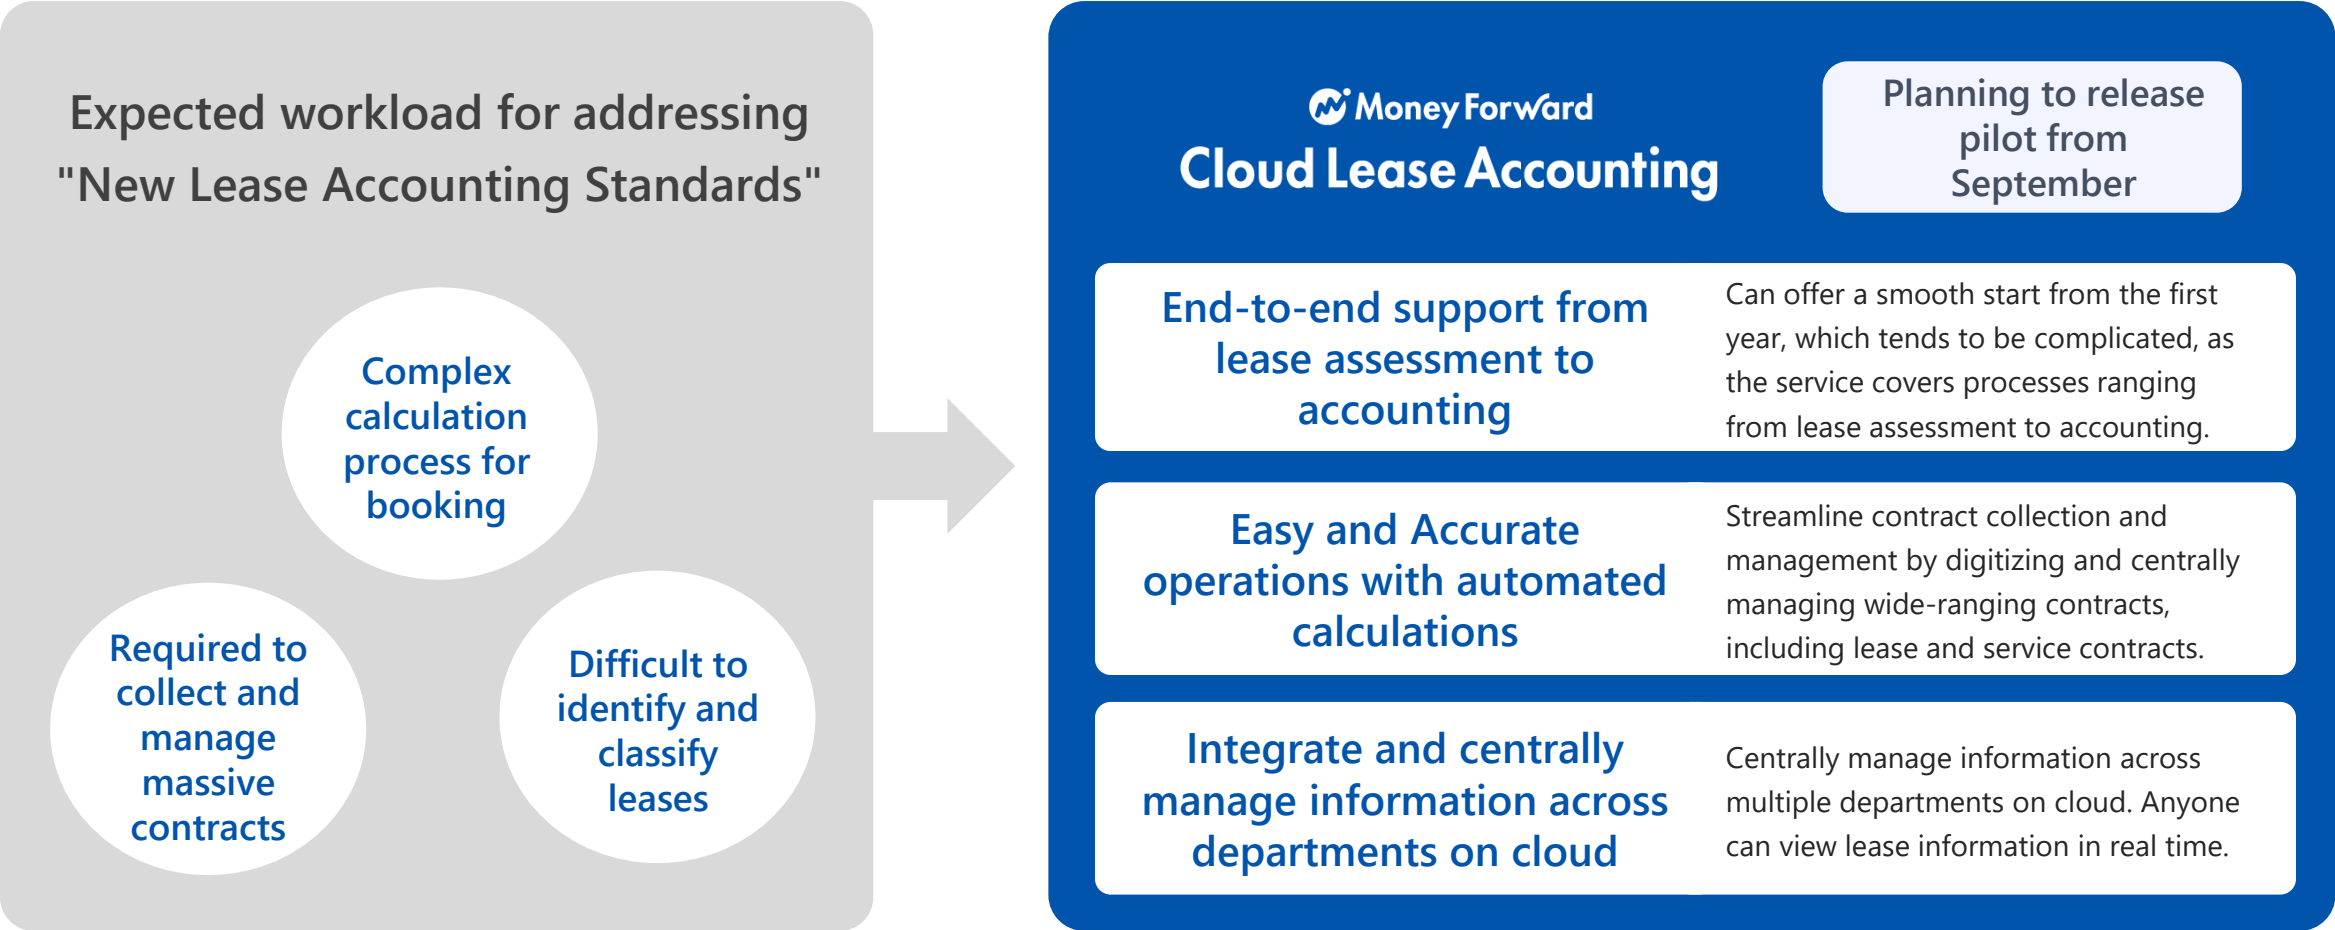 Expected workload for addressing
"New Lease Accounting Standards"
Complex
calculation
process for
booking
Required to
collect and
manage
massive
contracts
Difficult to
identify and
classify
leases
Money Forward
Cloud Lease Accounting
Planning to release
pilot from
September
End-to-end support from
lease assessment to
accounting
Can offer a smooth start from the first
year, which tends to be complicated, as
the service covers processes ranging
from lease assessment to accounting.
Easy and Accurate
operations with automated
calculations
Streamline contract collection and
management by digitizing and centrally
managing wide-ranging contracts,
including lease and service contracts.
Integrate and centrally
manage information across
departments on cloud
Centrally manage information across
multiple departments on cloud. Anyone
can view lease information in real time.